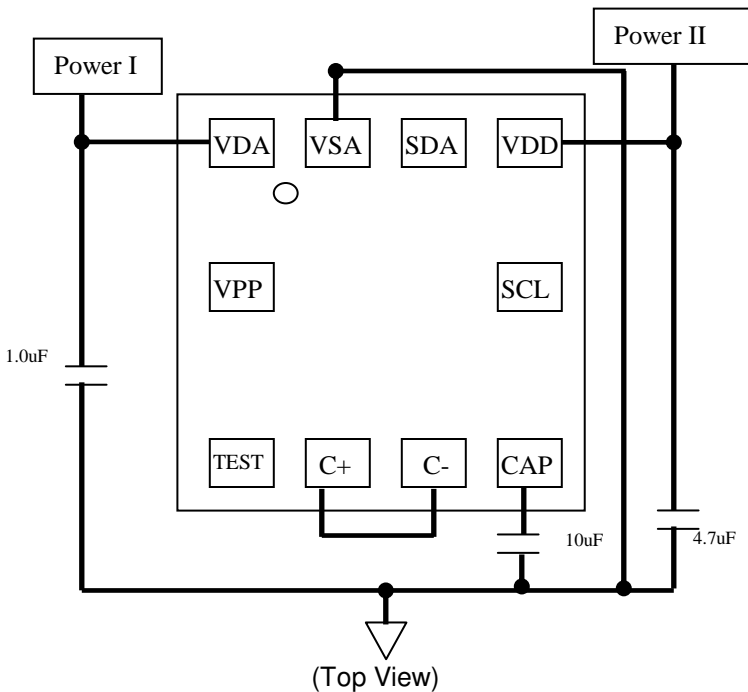 Power I
Power II
VDA
VSA
SDA
VDD
VPP
SCL
1.0uF
TEST
C+
C-
CAP
10uF
4.7uF
(Top View)